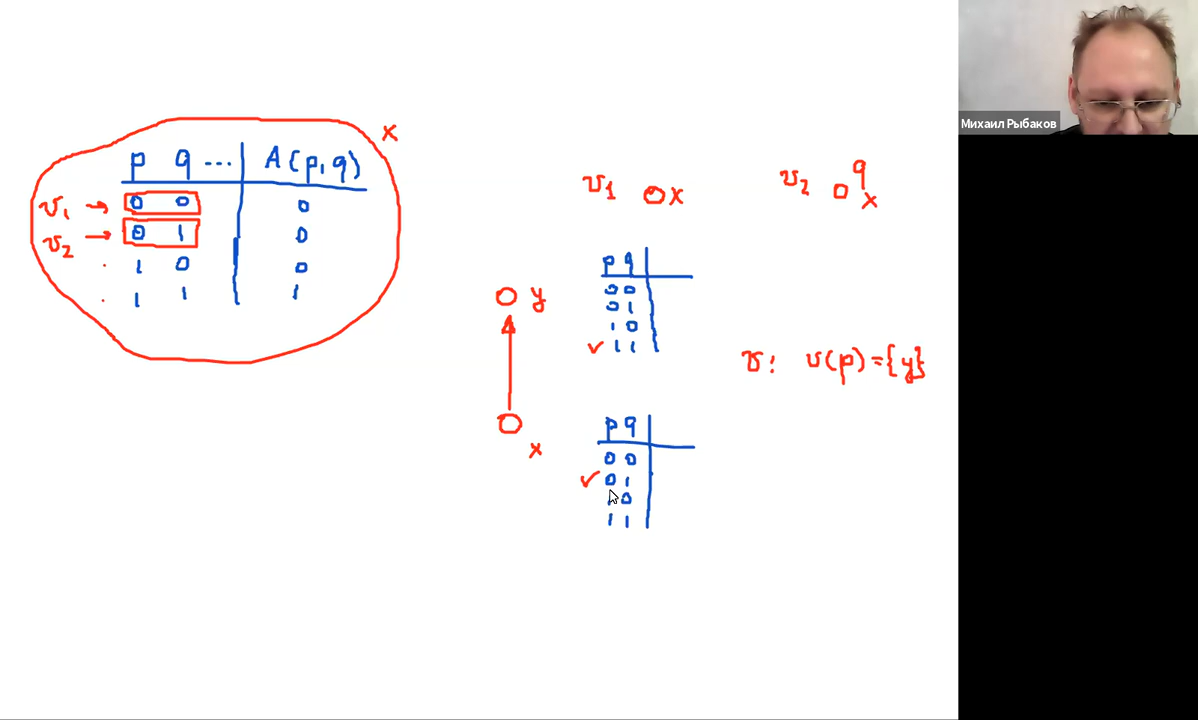 x
p q ... A(p,q)
v₁ → 0 0 0
v₂ → 0 1 0
. 1 0 0
. 1 1 1
v₁ x
v₂ q x
y
x
p q
0 0
0 1
1 0
✓ 1 1
v: v(p)={y}
p q
0 0
✓ 0 1
1 0
1 1
Михаил Рыбаков